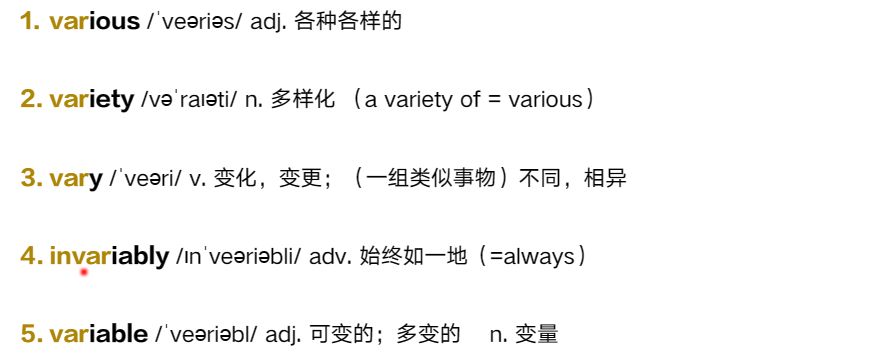 1. various /ˈveəriəs/ adj. 各种各样的
2. variety /vəˈraɪəti/ n. 多样化 （a variety of = various）
3. vary /ˈveəri/ v. 变化，变更；（一组类似事物）不同，相异
4. invariably /ɪnˈveəriəbli/ adv. 始终如一地（=always）
5. variable /ˈveəriəbl/ adj. 可变的；多变的 n. 变量